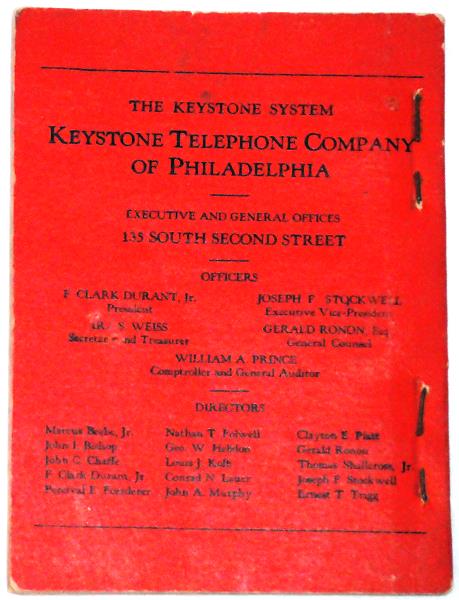 THE KEYSTONE SYSTEM
KEYSTONE TELEPHONE COMPANY
OF PHILADELPHIA
EXECUTIVE AND GENERAL OFFICES
135 SOUTH SECOND STREET
OFFICERS
F CLARK DURANT, Jr. JOSEPH F STOCKWELL
President Executive Vice-President
S WEISS GERALD RONON, Esq
Secretary and Treasurer General Counsel
WILLIAM A. PRINCE
Comptroller and General Auditor
DIRECTORS
Marcus Beebe, Jr. Nathan T. Folwell Clayton E. Platt
John I. Bishop Geo. W. Gerald Ronon
John C. Chaffe Louis J. Kolb Thomas Shallcross, Jr
F. Clark Durant, Jr. Conrad N. Lauer Joseph F. Stockwell
Percival E. Foerderer John A. Murphy Ernest T. Trigg